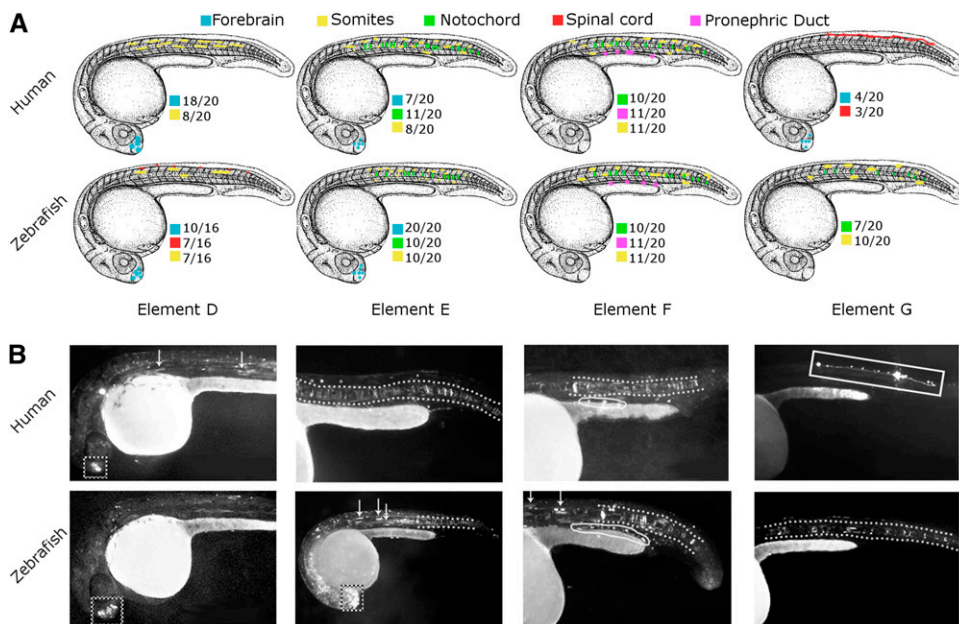 Forebrain Somites Notochord Spinal cord Pronephric Duct
A
Human
18/20
8/20
7/20
11/20
8/20
10/20
11/20
11/20
4/20
3/20
Zebrafish
10/16
7/16
7/16
20/20
10/20
10/20
10/20
11/20
11/20
7/20
10/20
Element D Element E Element F Element G
B
Human
Zebrafish